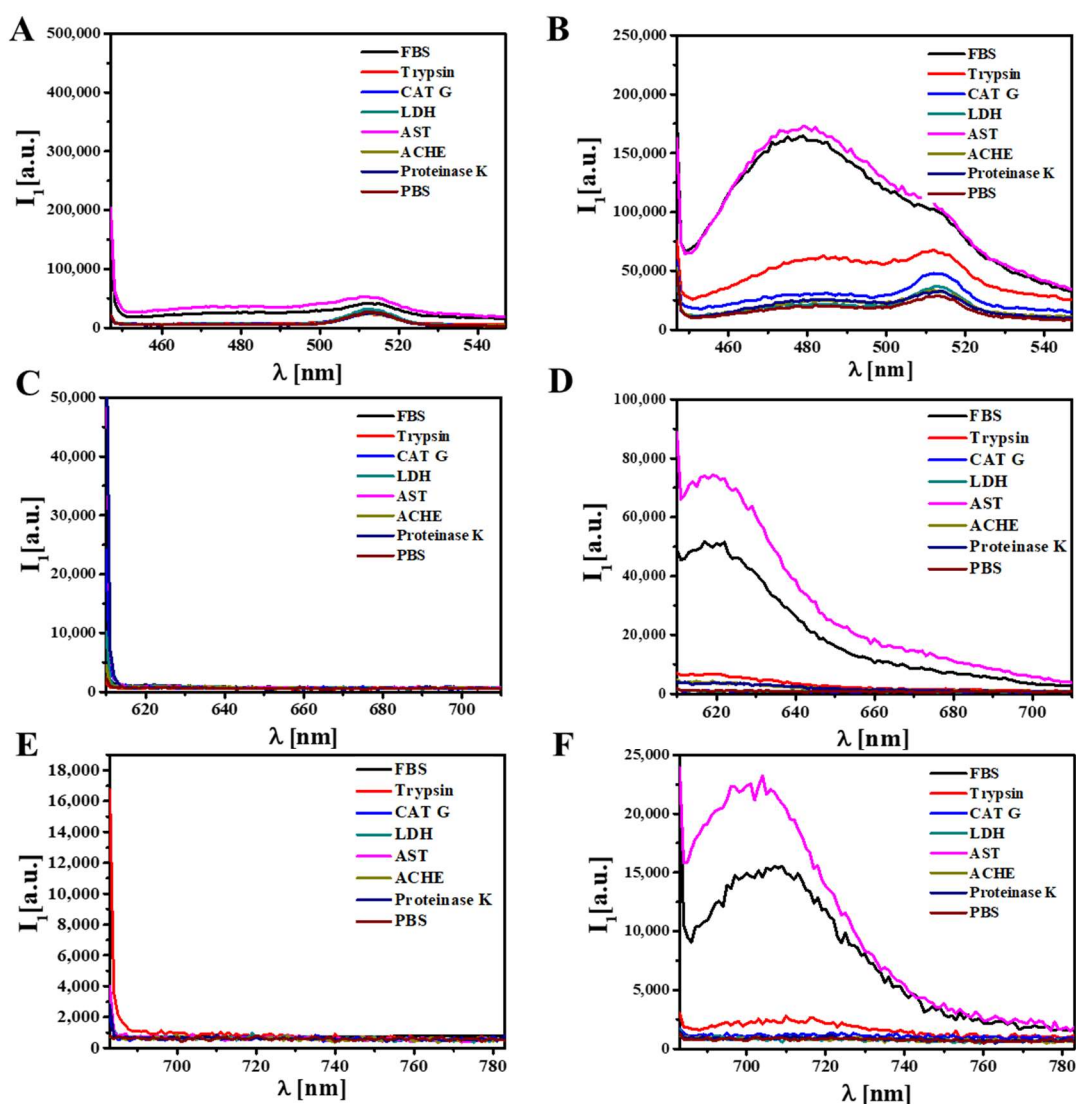 A
I₁[a.u.]
500,000
400,000
300,000
200,000
100,000
0
FBS
Trypsin
CAT G
LDH
AST
ACHE
Proteinase K
PBS
460 480 500 520 540
λ [nm]
B
I₁[a.u.]
250,000
200,000
150,000
100,000
50,000
0
FBS
Trypsin
CAT G
LDH
AST
ACHE
Proteinase K
PBS
460 480 500 520 540
λ [nm]
C
I₁[a.u.]
50,000
40,000
30,000
20,000
10,000
0
FBS
Trypsin
CAT G
LDH
AST
ACHE
Proteinase K
PBS
620 640 660 680 700
λ [nm]
D
I₁[a.u.]
100,000
80,000
60,000
40,000
20,000
0
FBS
Trypsin
CAT G
LDH
AST
ACHE
Proteinase K
PBS
620 640 660 680 700
λ [nm]
E
I₁[a.u.]
18,000
16,000
14,000
12,000
10,000
8,000
6,000
4,000
2,000
0
FBS
Trypsin
CAT G
LDH
AST
ACHE
Proteinase K
PBS
700 720 740 760 780
λ [nm]
F
I₁[a.u.]
25,000
20,000
15,000
10,000
5,000
0
FBS
Trypsin
CAT G
LDH
AST
ACHE
Proteinase K
PBS
700 720 740 760 780
λ [nm]